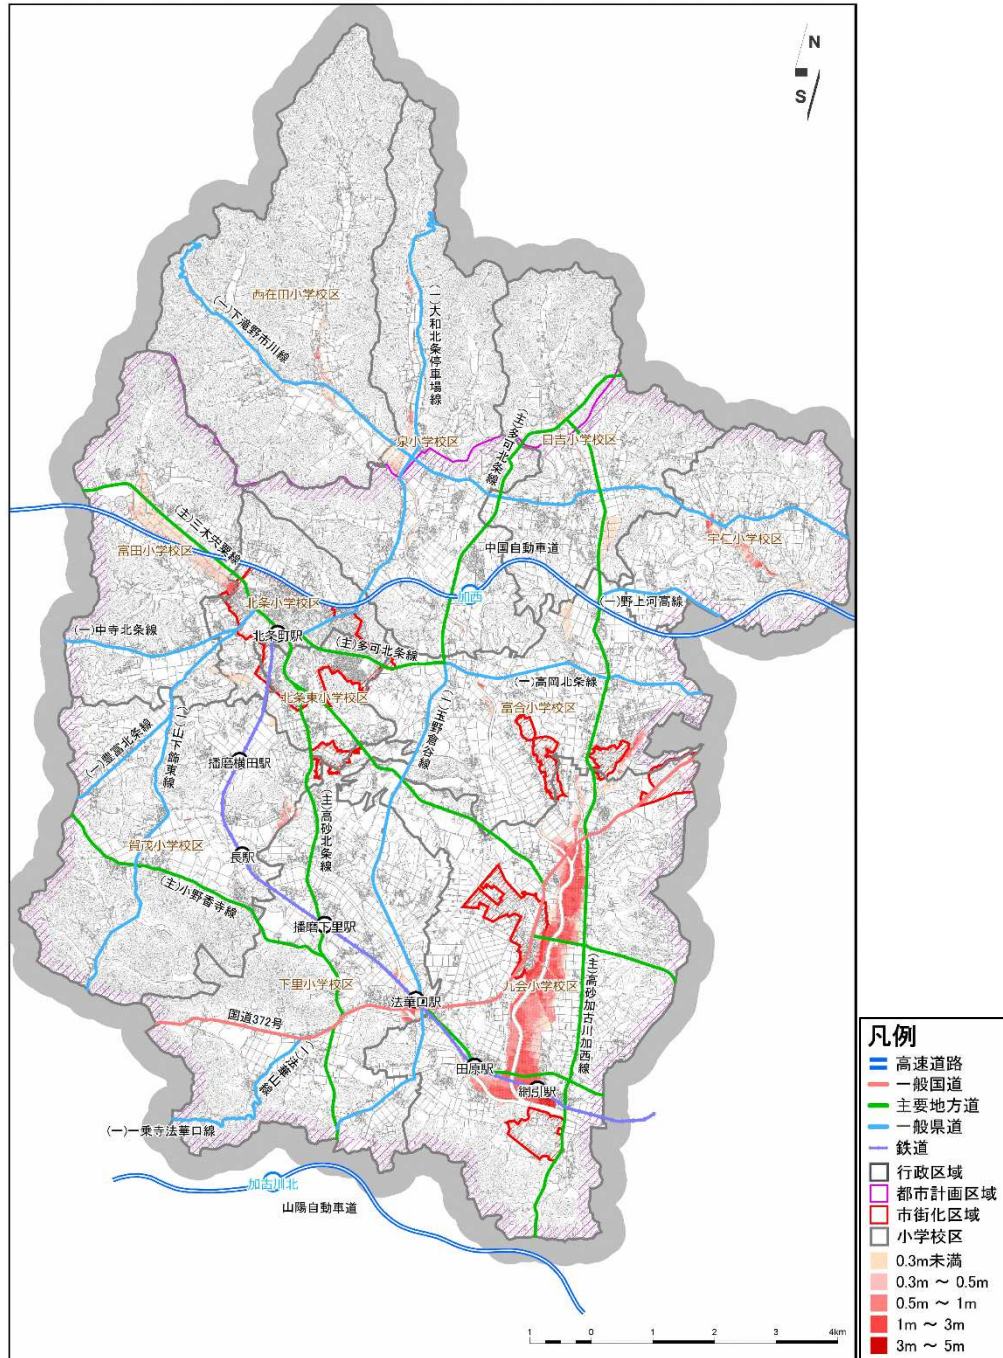 N
S
西在田小学校区
(一)下滝野市川線
(一)大和北条停車場線
泉小学校区
(主)多可北条線
日吉小学校区
宇仁小学校区
(主)三木宍粟線
富田小学校区
中国自動車道
加西
(一)野上河高線
北条小学校区
(一)中寺北条線
北条町駅
(主)多可北条線
(一)高岡北条線
北条東小学校区
富合小学校区
(一)玉野倉谷線
(一)豊富北条線
(一)山下飾東線
播磨横田駅
(主)高砂北条線
賀茂小学校区
長駅
(主)小野香寺線
播磨下里駅
下里小学校区
九会小学校区
(主)高砂加古川加西線
法華口駅
国道372号
(一)法華山線
田原駅
網引駅
(一)一乗寺法華口線
加古川北
山陽自動車道
凡例
高速道路
一般国道
主要地方道
一般県道
鉄道
行政区域
都市計画区域
市街化区域
小学校区
0.3m未満
0.3m ～ 0.5m
0.5m ～ 1m
1m ～ 3m
3m ～ 5m
1 0 1 2 3 4km